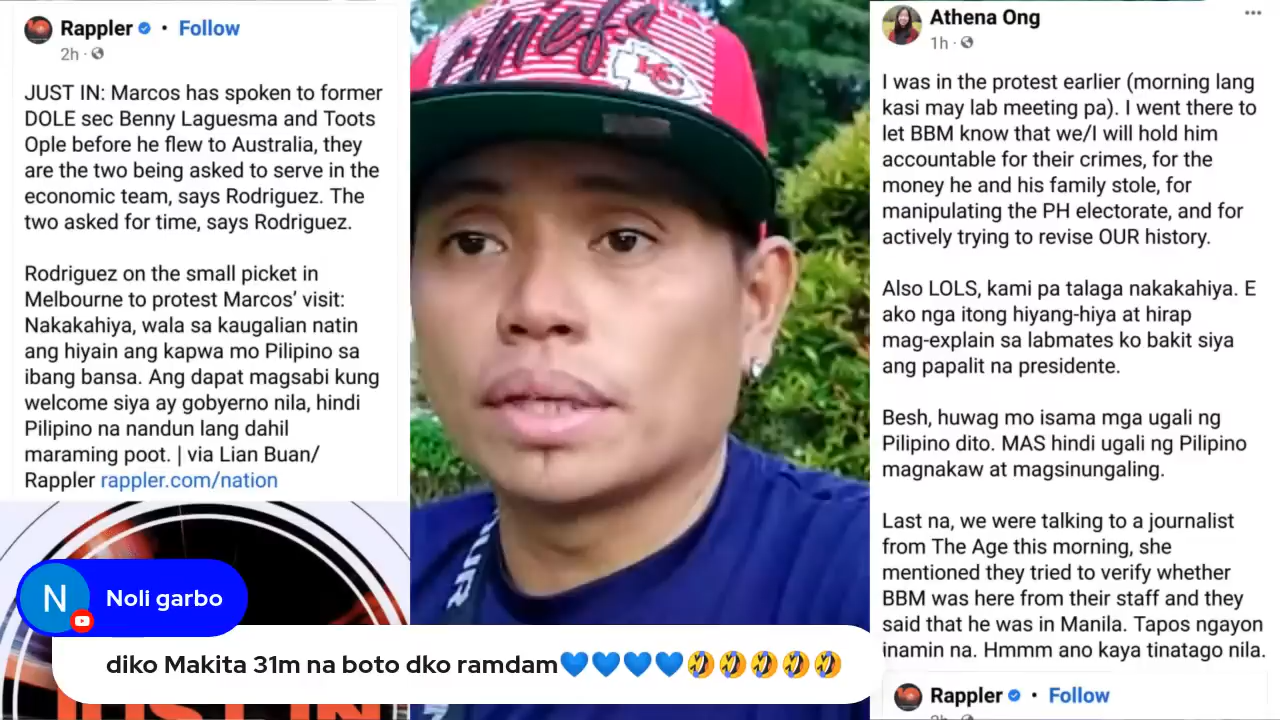 Rappler • Follow
2h
JUST IN: Marcos has spoken to former
DOLE sec Benny Laguesma and Toots
Ople before he flew to Australia, they
are the two being asked to serve in the
economic team, says Rodriguez. The
two asked for time, says Rodriguez.
Rodriguez on the small picket in
Melbourne to protest Marcos’ visit:
Nakakahiya, wala sa kaugalian natin
ang hiyain ang kapwa mo Pilipino sa
ibang bansa. Ang dapat magsabi kung
welcome siya ay gobyerno nila, hindi
Pilipino na nandun lang dahil
maraming poot. | via Lian Buan/
Rappler rappler.com/nation
JUST IN
N Noli garbo
diko Makita 31m na boto dko ramdam💙💙💙💙🤣🤣🤣🤣🤣
chiefs
KC
OUR
Athena Ong
1h
I was in the protest earlier (morning lang
kasi may lab meeting pa). I went there to
let BBM know that we/I will hold him
accountable for their crimes, for the
money he and his family stole, for
manipulating the PH electorate, and for
actively trying to revise OUR history.
Also LOLS, kami pa talaga nakakahiya. E
ako nga itong hiyang-hiya at hirap
mag-explain sa labmates ko bakit siya
ang papalit na presidente.
Besh, huwag mo isama mga ugali ng
Pilipino dito. MAS hindi ugali ng Pilipino
magnakaw at magsinungaling.
Last na, we were talking to a journalist
from The Age this morning, she
mentioned they tried to verify whether
BBM was here from their staff and they
said that he was in Manila. Tapos ngayon
inamin na. Hmmm ano kaya tinatago nila.
Rappler • Follow